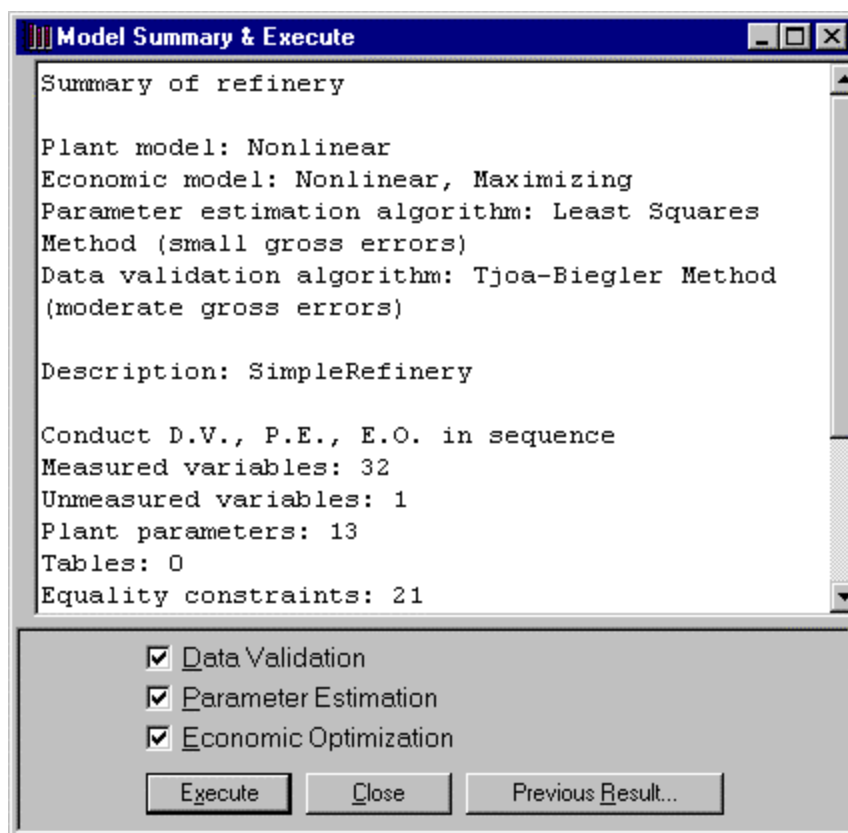 Model Summary & Execute
Summary of refinery
Plant model: Nonlinear
Economic model: Nonlinear, Maximizing
Parameter estimation algorithm: Least Squares
Method (small gross errors)
Data validation algorithm: Tjoa-Biegler Method
(moderate gross errors)
Description: SimpleRefinery
Conduct D.V., P.E., E.O. in sequence
Measured variables: 32
Unmeasured variables: 1
Plant parameters: 13
Tables: 0
Equality constraints: 21
Data Validation
Parameter Estimation
Economic Optimization
Execute Close Previous Result...